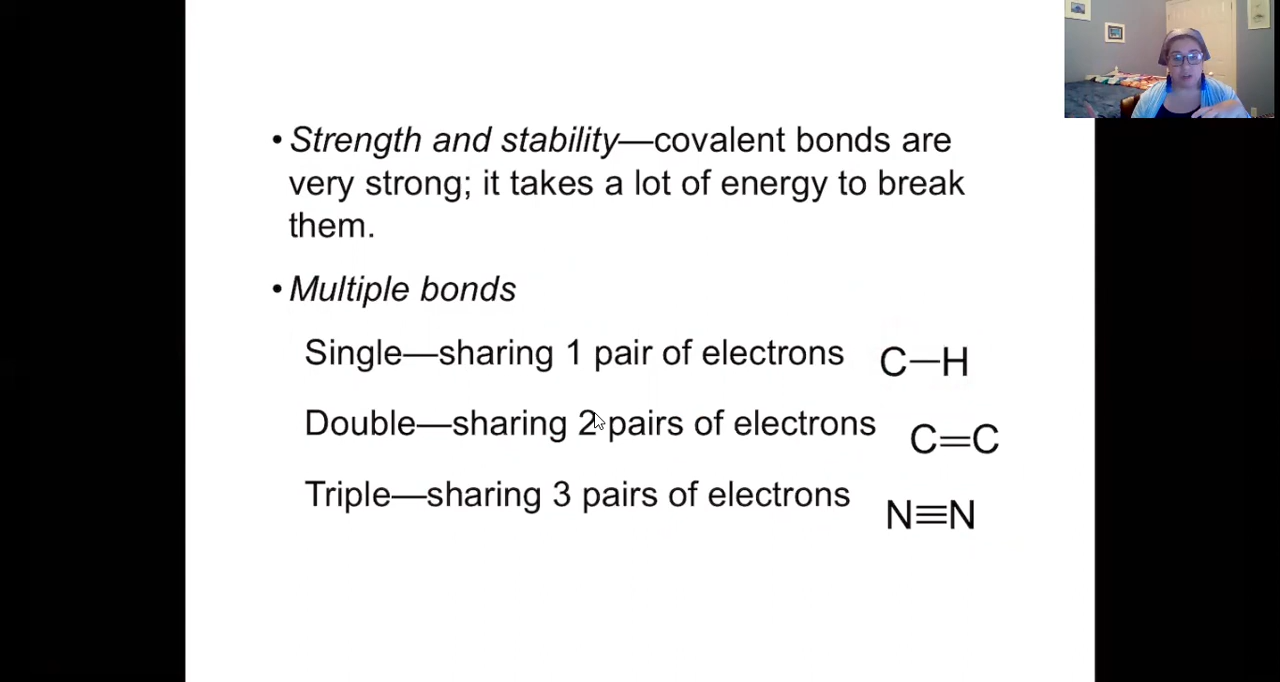 • Strength and stability—covalent bonds are
very strong; it takes a lot of energy to break
them.
• Multiple bonds
Single—sharing 1 pair of electrons C—H
Double—sharing 2 pairs of electrons C=C
Triple—sharing 3 pairs of electrons N≡N